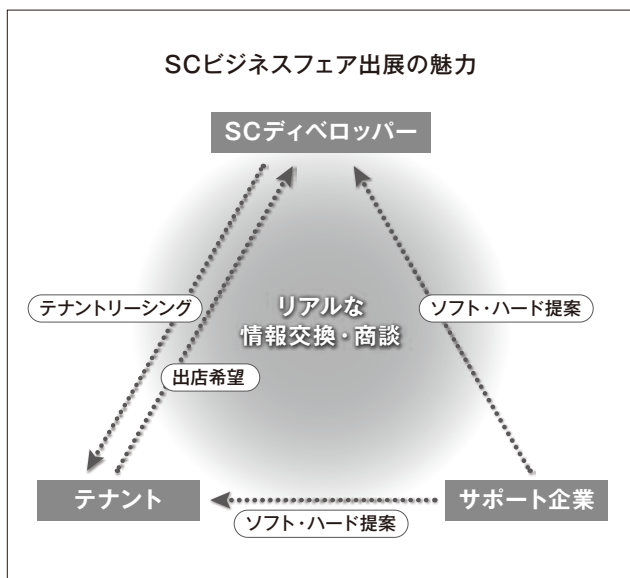 SCビジネスフェア出展の魅力
SCディベロッパー
テナントリーシング
リアルな
情報交換・商談
ソフト・ハード提案
出店希望
テナント
サポート企業
ソフト・ハード提案